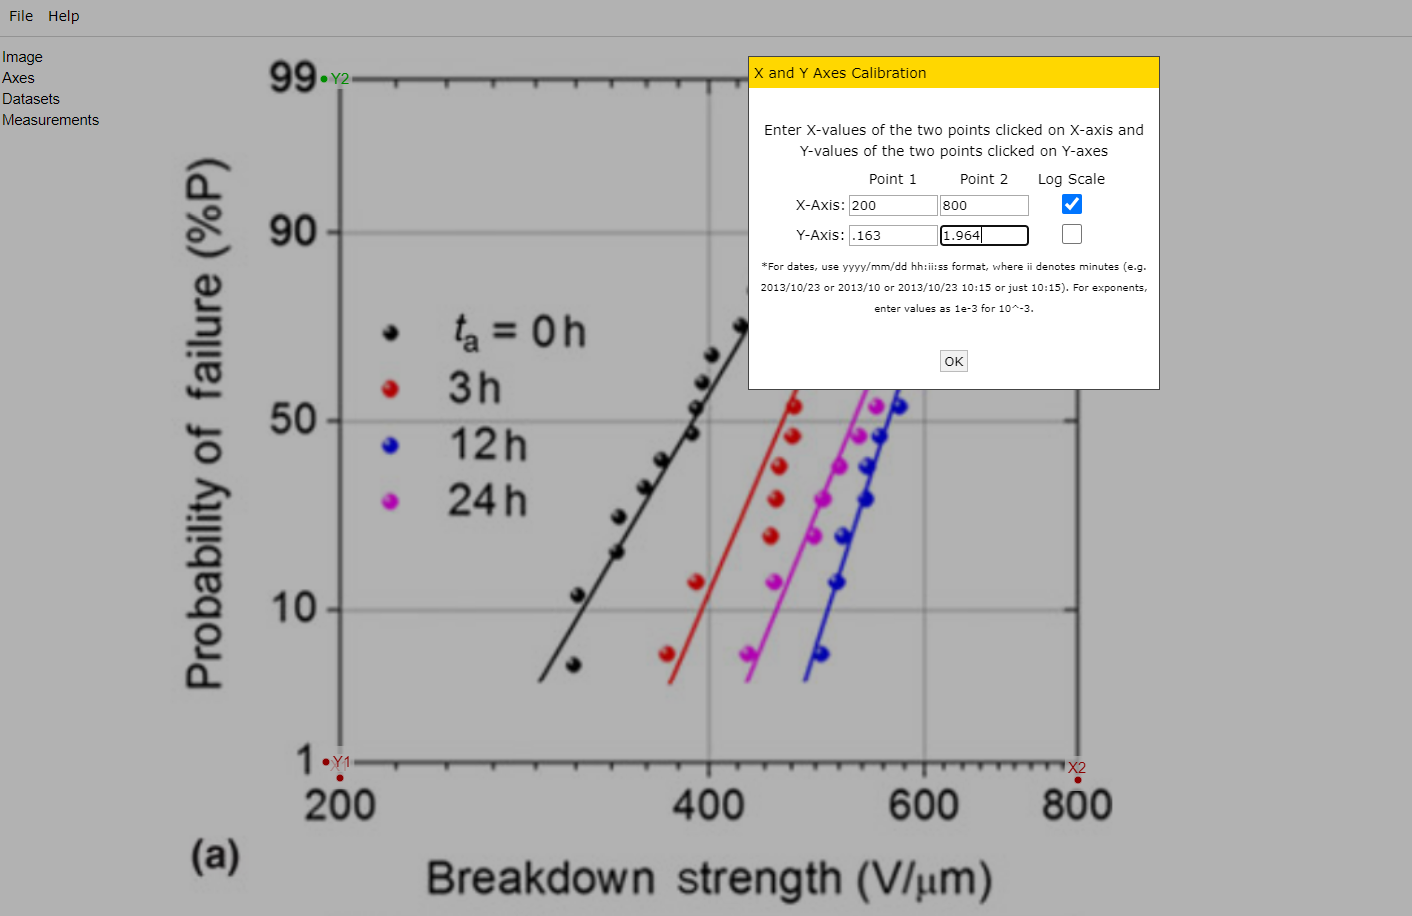 File Help
Image
Axes
Datasets
Measurements
X and Y Axes Calibration
Enter X-values of the two points clicked on X-axis and
Y-values of the two points clicked on Y-axes
Point 1 Point 2 Log Scale
X-Axis: 200 800
Y-Axis: .163 1.964
*For dates, use yyyy/mm/dd hh:ii:ss format, where ii denotes minutes (e.g.
2013/10/23 or 2013/10 or 2013/10/23 10:15 or just 10:15). For exponents,
enter values as 1e-3 for 10^-3.
OK
Probability of failure (%P)
99 Y2
90
50
10
1 Y1
X2
tₐ = 0 h
3 h
12 h
24 h
200 400 600 800
(a)
Breakdown strength (V/μm)